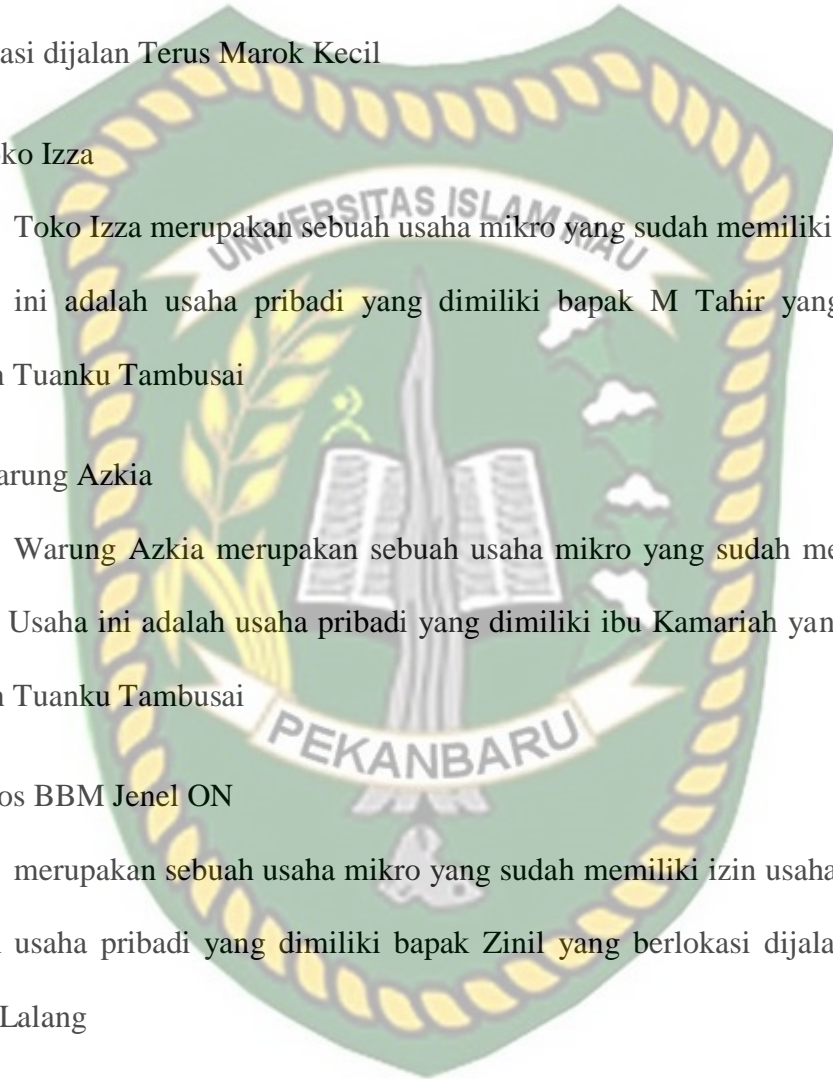 asi dijalan Terus Marok Kecil
ko Izza
UNIVERSITAS ISLAM RIAU
Toko Izza merupakan sebuah usaha mikro yang sudah memiliki
ini adalah usaha pribadi yang dimiliki bapak M Tahir yang
n Tuanku Tambusai
arung Azkia
Warung Azkia merupakan sebuah usaha mikro yang sudah me
Usaha ini adalah usaha pribadi yang dimiliki ibu Kamariah yan
n Tuanku Tambusai
PEKANBARU
os BBM Jenel ON
merupakan sebuah usaha mikro yang sudah memiliki izin usaha
usaha pribadi yang dimiliki bapak Zinil yang berlokasi dijala
Lalang